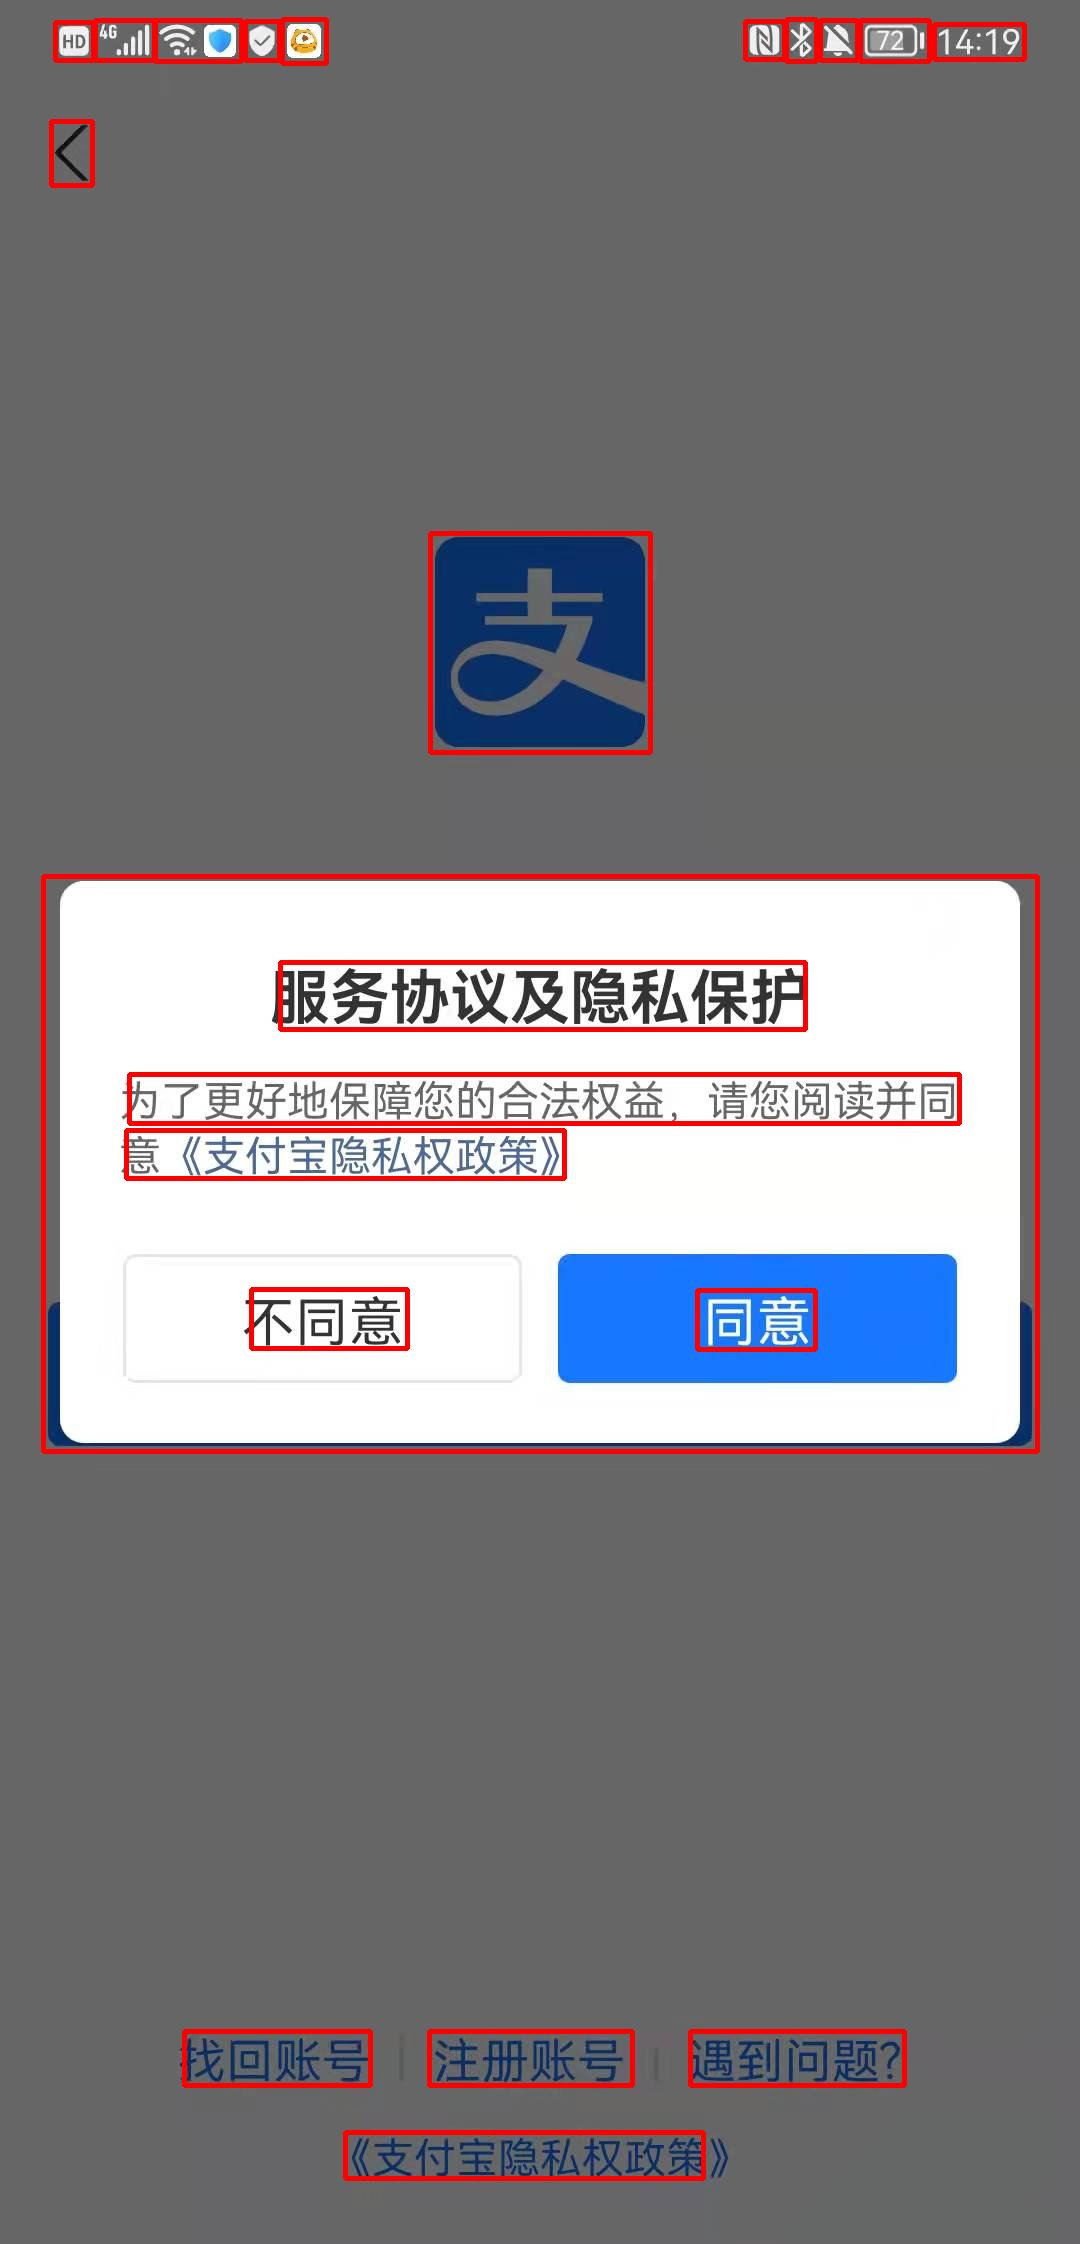 HD 4G 72 14:19
支
服务协议及隐私保护
为了更好地保障您的合法权益，请您阅读并同
意《支付宝隐私权政策》
不同意 同意
找回账号 | 注册账号 | 遇到问题?
《支付宝隐私权政策》